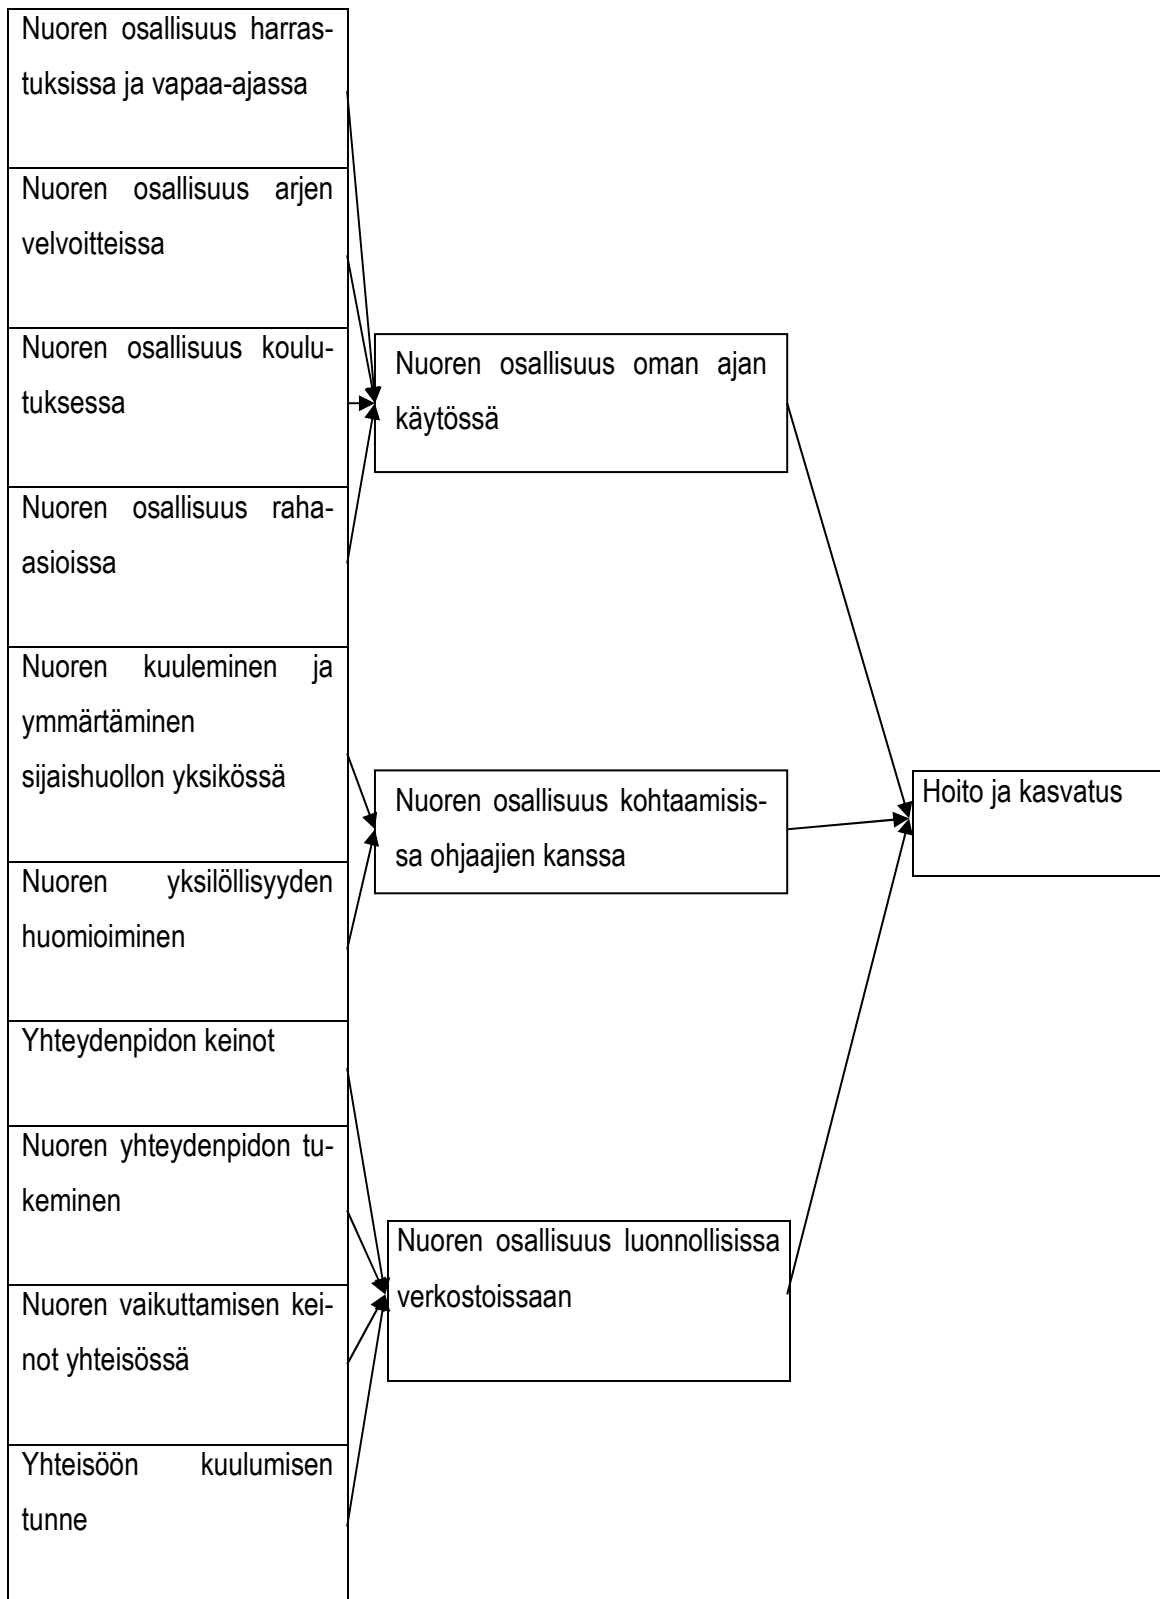 Nuoren osallisuus harras-
tuksissa ja vapaa-ajassa
Nuoren osallisuus arjen
velvoitteissa
Nuoren osallisuus koulu-
tuksessa
Nuoren osallisuus raha-
asioissa
Nuoren kuuleminen ja
ymmärtäminen
sijaishuollon yksikössä
Nuoren yksilöllisyyden
huomioiminen
Yhteydenpidon keinot
Nuoren yhteydenpidon tu-
keminen
Nuoren vaikuttamisen kei-
not yhteisössä
Yhteisöön kuulumisen
tunne
Nuoren osallisuus oman ajan
käytössä
Nuoren osallisuus kohtaamisis-
sa ohjaajien kanssa
Nuoren osallisuus luonnollisissa
verkostoissaan
Hoito ja kasvatus